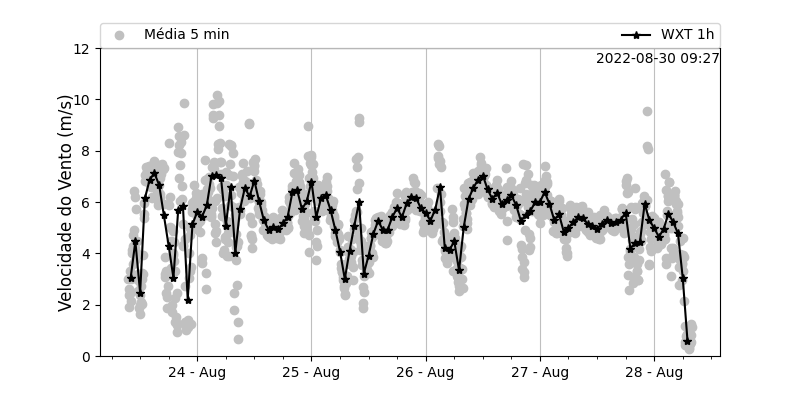 Média 5 min
WXT 1h
2022-08-30 09:27
Velocidade do Vento (m/s)
12
10
8
6
4
2
0
24 - Aug
25 - Aug
26 - Aug
27 - Aug
28 - Aug